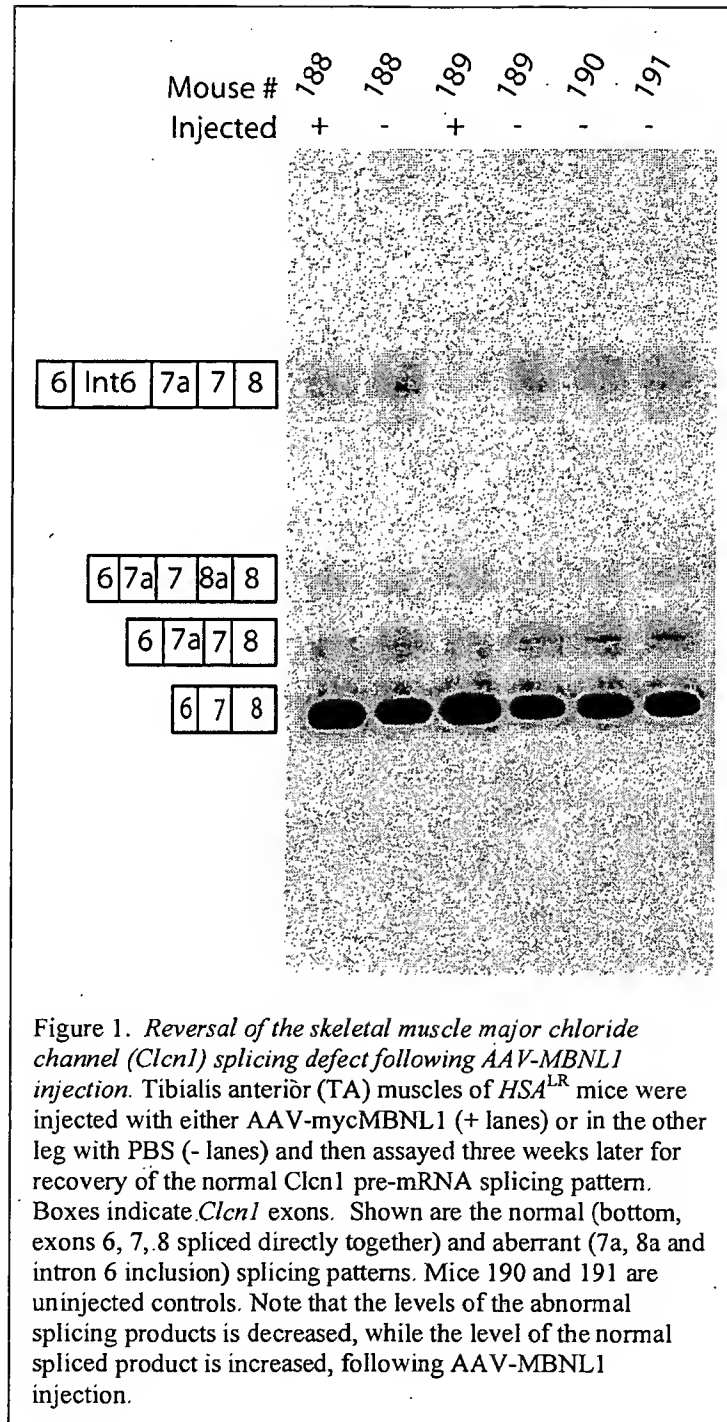 Mouse # 188 188 189 189 190 191
Injected + - + - - -
6 Int6 7a 7 8
6 7a 7 8a 8
6 7a 7 8
6 7 8
Figure 1. Reversal of the skeletal muscle major chloride
channel (Clcn1) splicing defect following AAV-MBNL1
injection. Tibialis anterior (TA) muscles of HSA^LR mice were
injected with either AAV-mycMBNL1 (+ lanes) or in the other
leg with PBS (- lanes) and then assayed three weeks later for
recovery of the normal Clcn1 pre-mRNA splicing pattern.
Boxes indicate Clcn1 exons. Shown are the normal (bottom,
exons 6, 7, 8 spliced directly together) and aberrant (7a, 8a and
intron 6 inclusion) splicing patterns. Mice 190 and 191 are
uninjected controls. Note that the levels of the abnormal
splicing products is decreased, while the level of the normal
spliced product is increased, following AAV-MBNL1
injection.